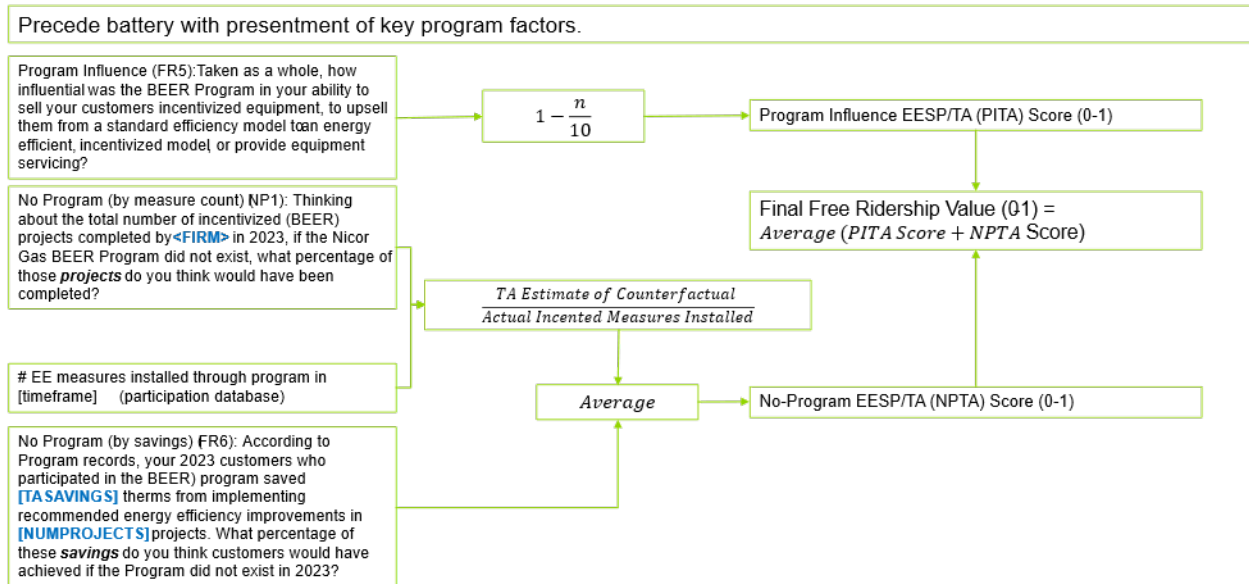 Precede battery with presentment of key program factors.
Program Influence (FR5):Taken as a whole, how
influential was the BEER Program in your ability to
sell your customers incentivized equipment, to upsell
them from a standard efficiency model toan energy
efficient, incentivized model, or provide equipment
servicing?
1 − n/10
Program Influence EESP/TA (PITA) Score (0-1)
No Program (by measure count) (NP1): Thinking
about the total number of incentivized (BEER)
projects completed by <FIRM> in 2023, if the Nicor
Gas BEER Program did not exist, what percentage of
those projects do you think would have been
completed?
Final Free Ridership Value (0-1) =
Average (PITA Score + NPTA Score)
TA Estimate of Counterfactual
Actual Incented Measures Installed
# EE measures installed through program in
[timeframe] (participation database)
Average
No-Program EESP/TA (NPTA) Score (0-1)
No Program (by savings) (FR6): According to
Program records, your 2023 customers who
participated in the BEER) program saved
[TASAVINGS] therms from implementing
recommended energy efficiency improvements in
[NUMPROJECTS] projects. What percentage of
these savings do you think customers would have
achieved if the Program did not exist in 2023?